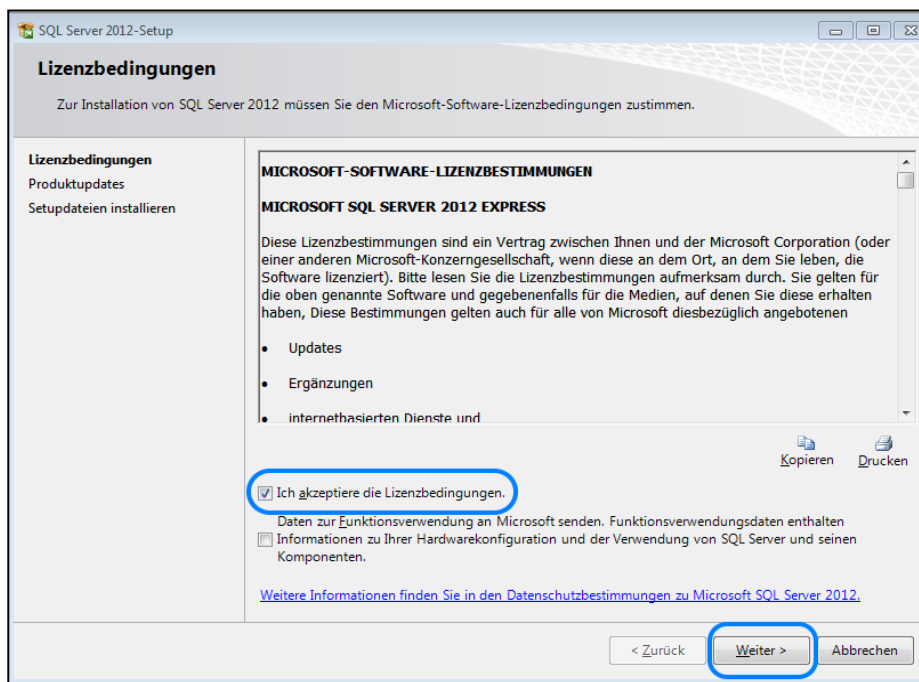 SQL Server 2012-Setup
Lizenzbedingungen
Zur Installation von SQL Server 2012 müssen Sie den Microsoft-Software-Lizenzbedingungen zustimmen.
Lizenzbedingungen
Produktupdates
Setupdateien installieren
MICROSOFT-SOFTWARE-LIZENZBESTIMMUNGEN
MICROSOFT SQL SERVER 2012 EXPRESS
Diese Lizenzbestimmungen sind ein Vertrag zwischen Ihnen und der Microsoft Corporation (oder
einer anderen Microsoft-Konzerngesellschaft, wenn diese an dem Ort, an dem Sie leben, die
Software lizenziert). Bitte lesen Sie die Lizenzbestimmungen aufmerksam durch. Sie gelten für
die oben genannte Software und gegebenenfalls für die Medien, auf denen Sie diese erhalten
haben, Diese Bestimmungen gelten auch für alle von Microsoft diesbezüglich angebotenen
• Updates
• Ergänzungen
• internetbasierten Dienste und
Kopieren Drucken
Ich akzeptiere die Lizenzbedingungen.
Daten zur Funktionsverwendung an Microsoft senden. Funktionsverwendungsdaten enthalten
Informationen zu Ihrer Hardwarekonfiguration und der Verwendung von SQL Server und seinen
Komponenten.
Weitere Informationen finden Sie in den Datenschutzbestimmungen zu Microsoft SQL Server 2012.
< Zurück Weiter > Abbrechen